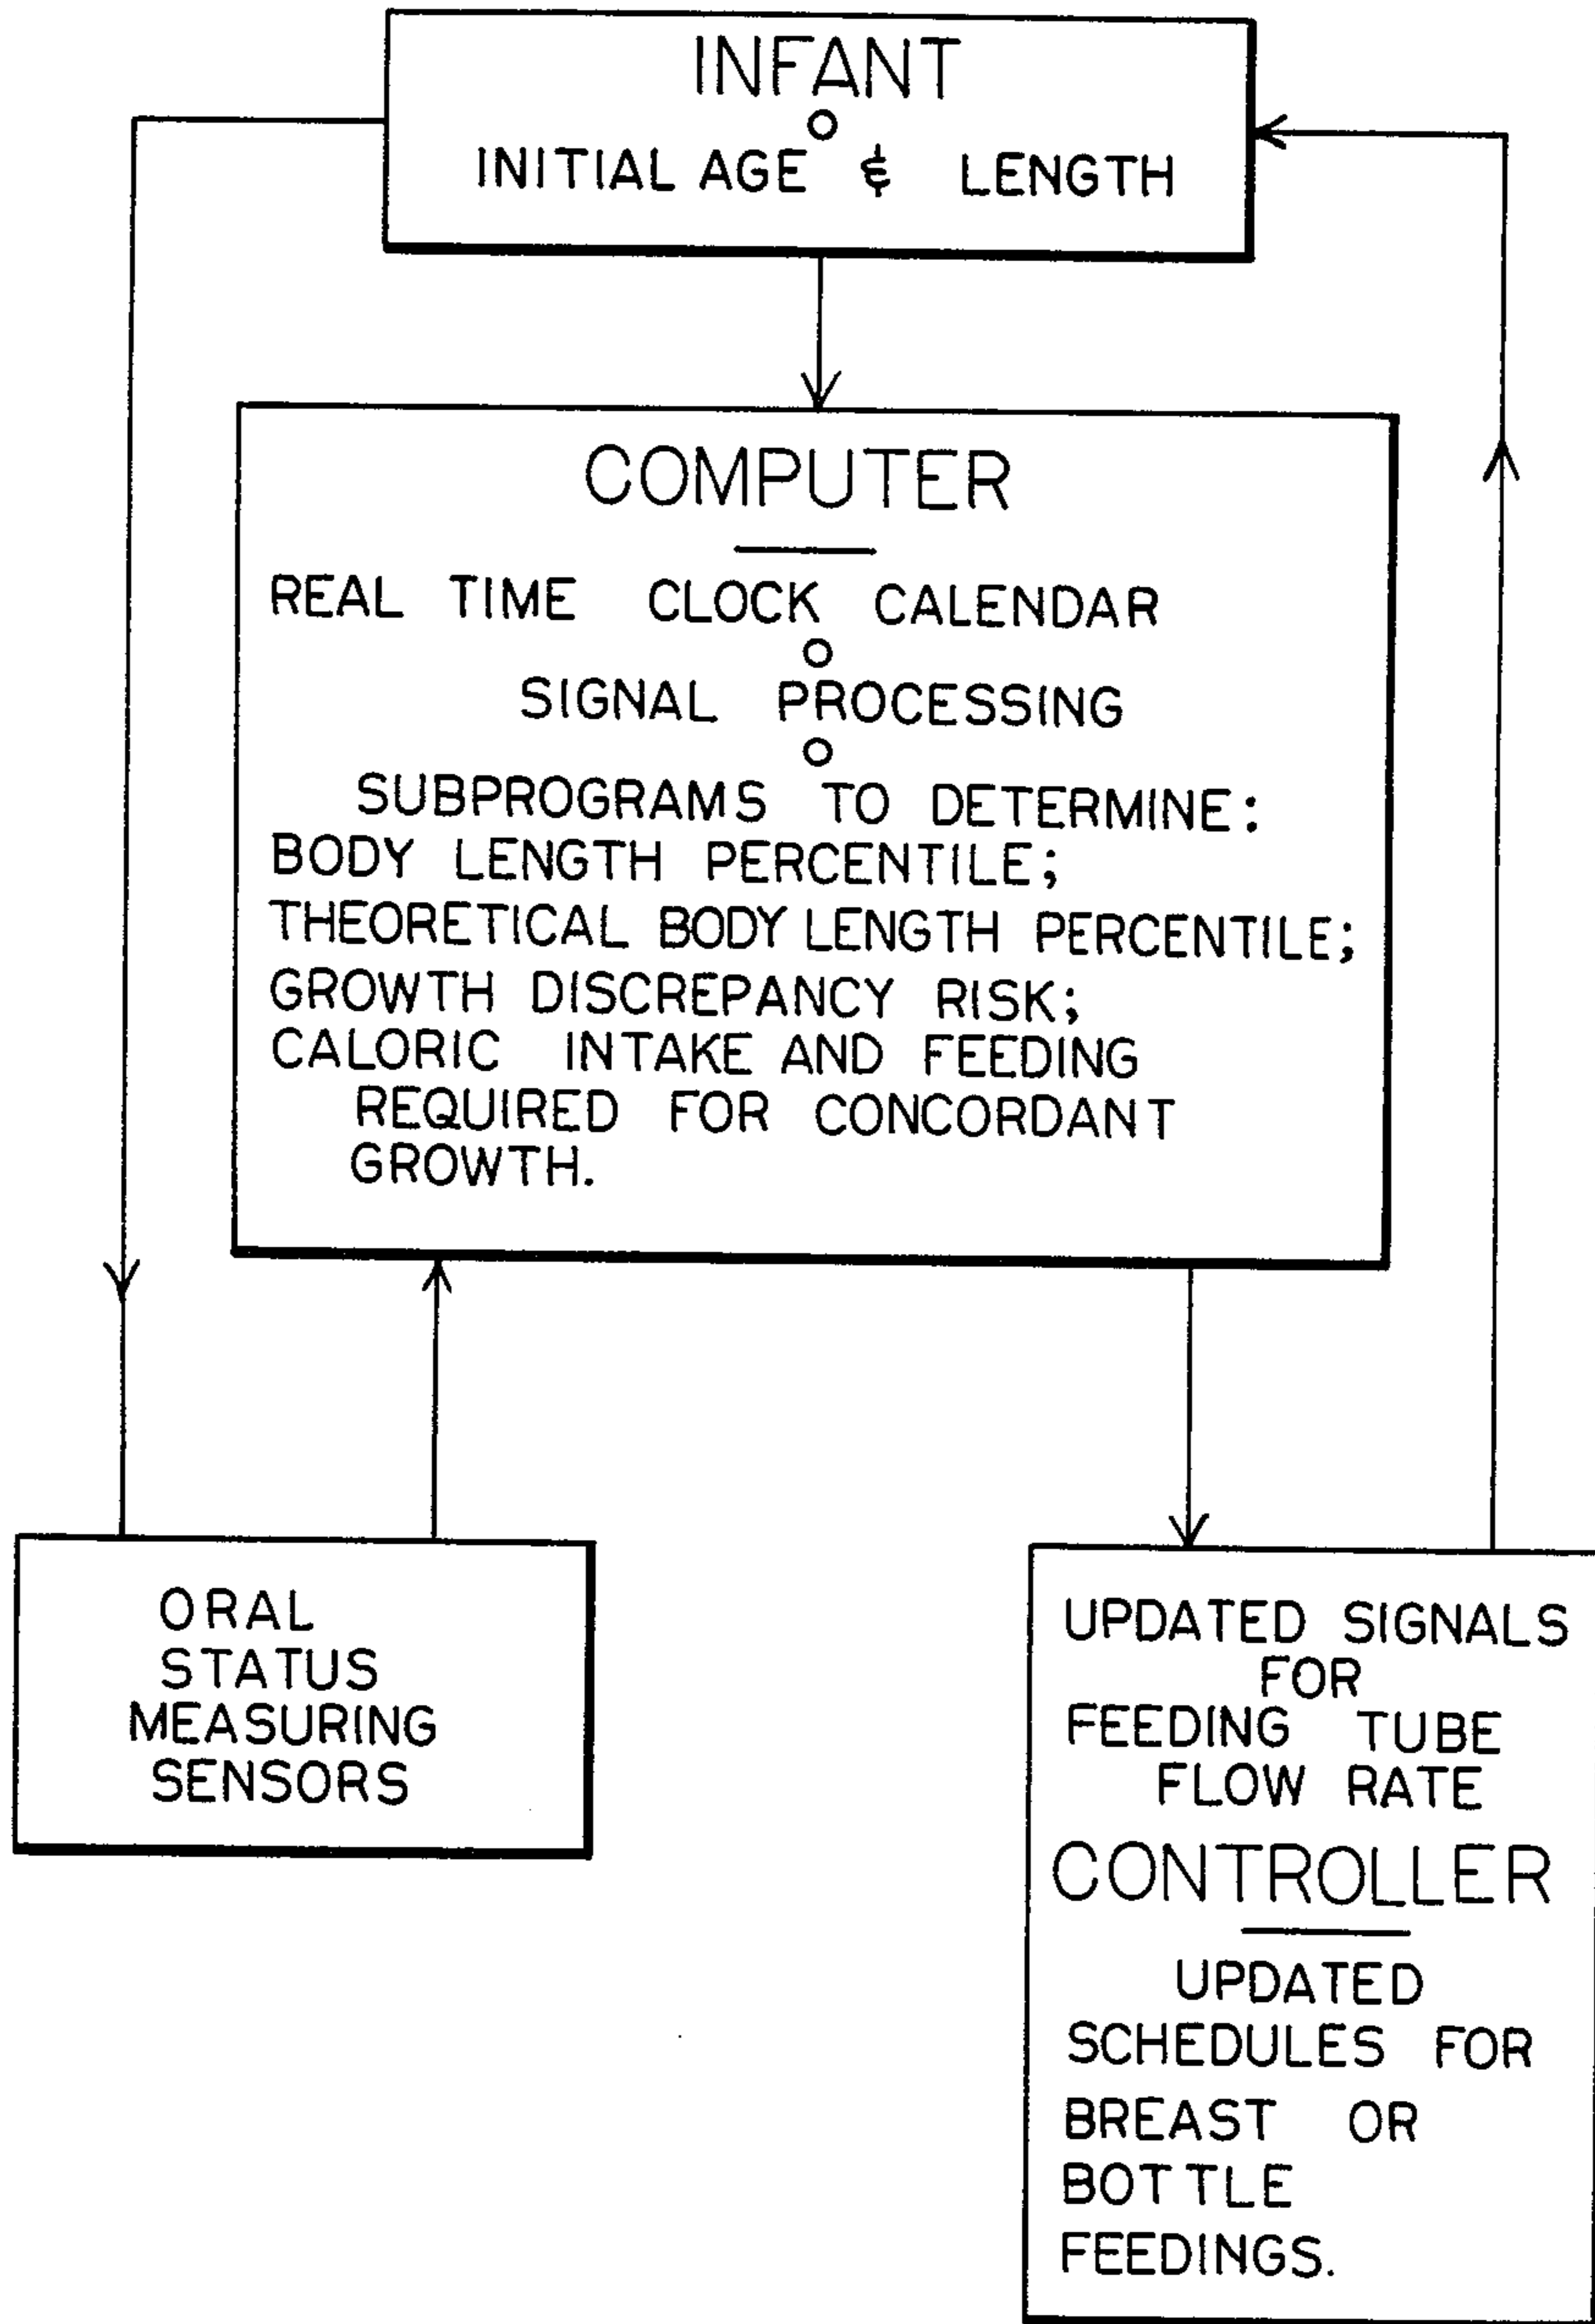 INFANT
INITIAL AGE & LENGTH
COMPUTER
REAL TIME CLOCK CALENDAR
SIGNAL PROCESSING
SUBPROGRAMS TO DETERMINE:
BODY LENGTH PERCENTILE;
THEORETICAL BODY LENGTH PERCENTILE;
GROWTH DISCREPANCY RISK;
CALORIC INTAKE AND FEEDING
REQUIRED FOR CONCORDANT
GROWTH.
ORAL
STATUS
MEASURING
SENSORS
UPDATED SIGNALS
FOR
FEEDING TUBE
FLOW RATE
CONTROLLER
UPDATED
SCHEDULES FOR
BREAST OR
BOTTLE
FEEDINGS.